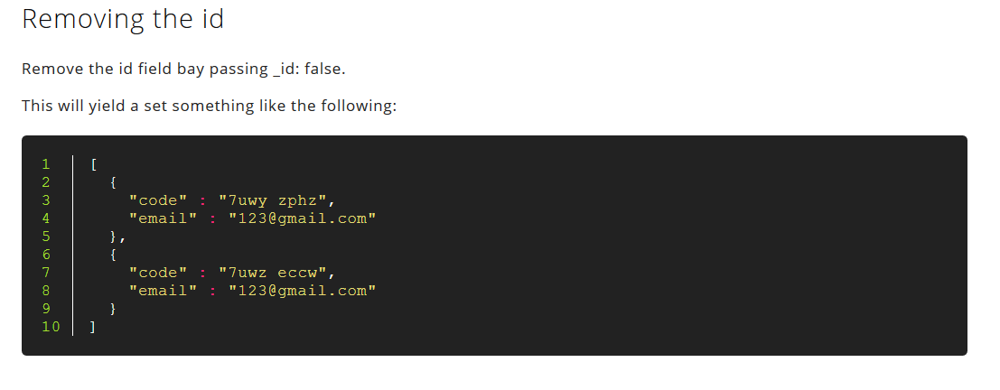 Removing the id
Remove the id field bay passing _id: false.
This will yield a set something like the following:
1 [
2 {
3 "code" : "7uwy zphz",
4 "email" : "123@gmail.com"
5 },
6 {
7 "code" : "7uwz eccw",
8 "email" : "123@gmail.com"
9 }
10 ]